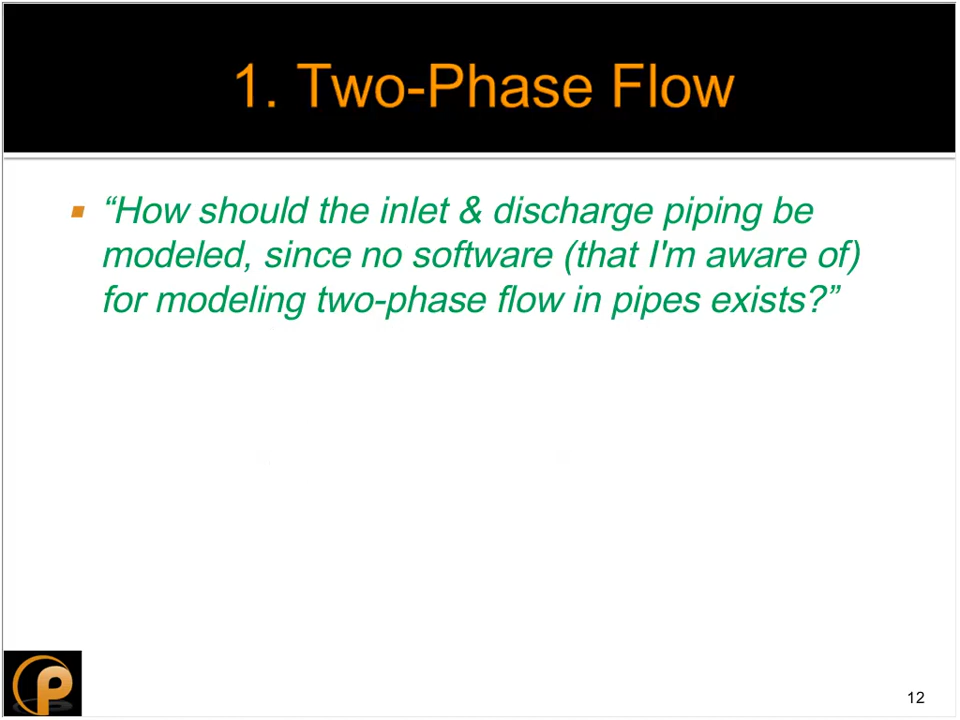 1. Two-Phase Flow
“How should the inlet & discharge piping be
modeled, since no software (that I'm aware of)
for modeling two-phase flow in pipes exists?”
p
12